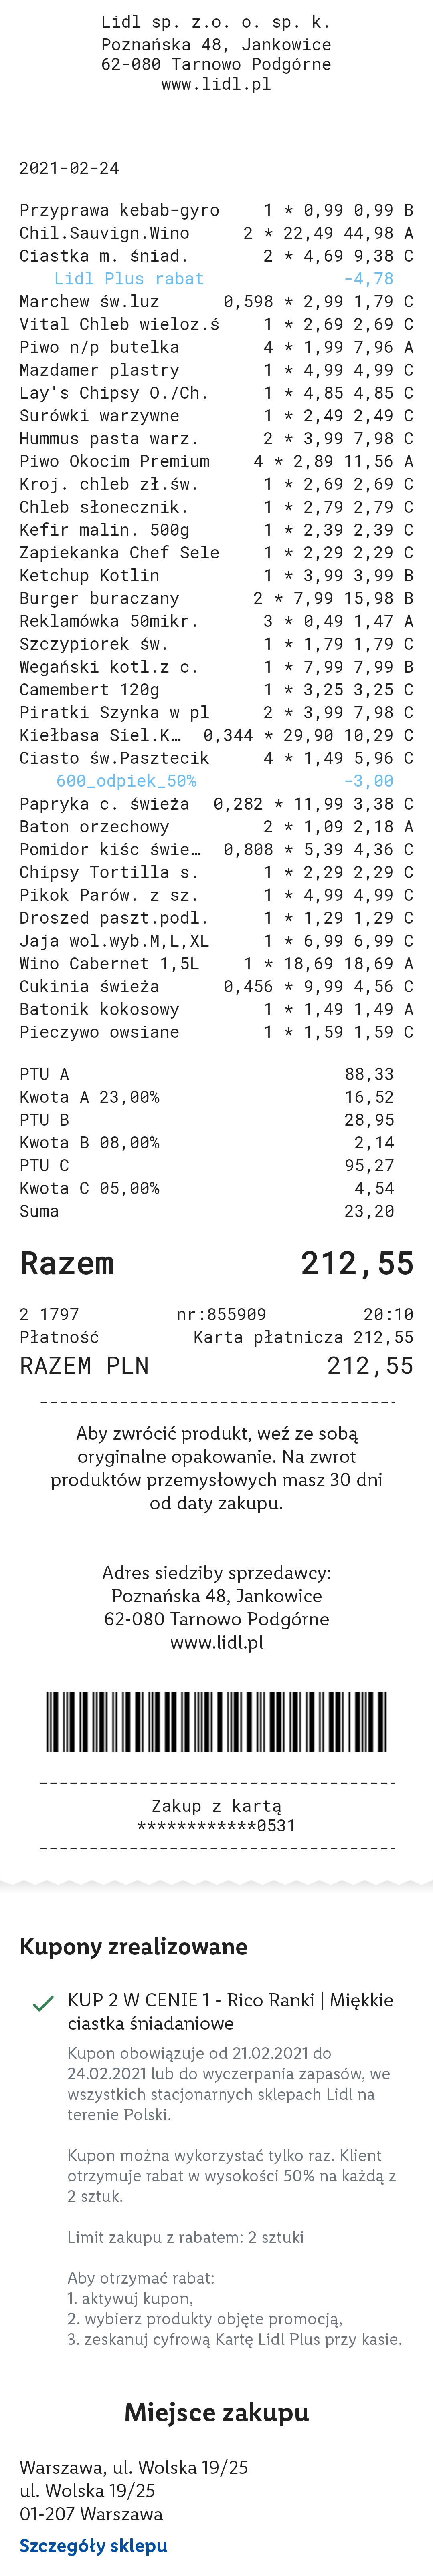 Lidl sp. z.o. o. sp. k.
Poznańska 48, Jankowice
62-080 Tarnowo Podgórne
www.lidl.pl
2021-02-24
Przyprawa kebab-gyro 1 * 0,99 0,99 B
Chil.Sauvign.Wino 2 * 22,49 44,98 A
Ciastka m. śniad. 2 * 4,69 9,38 C
Lidl Plus rabat -4,78
Marchew św.luz 0,598 * 2,99 1,79 C
Vital Chleb wieloz.ś 1 * 2,69 2,69 C
Piwo n/p butelka 4 * 1,99 7,96 A
Mazdamer plastry 1 * 4,99 4,99 C
Lay's Chipsy O./Ch. 1 * 4,85 4,85 C
Surówki warzywne 1 * 2,49 2,49 C
Hummus pasta warz. 2 * 3,99 7,98 C
Piwo Okocim Premium 4 * 2,89 11,56 A
Kroj. chleb zł.św. 1 * 2,69 2,69 C
Chleb słonecznik. 1 * 2,79 2,79 C
Kefir malin. 500g 1 * 2,39 2,39 C
Zapiekanka Chef Sele 1 * 2,29 2,29 C
Ketchup Kotlin 1 * 3,99 3,99 B
Burger buraczany 2 * 7,99 15,98 B
Reklamówka 50mikr. 3 * 0,49 1,47 A
Szczypiorek św. 1 * 1,79 1,79 C
Wegański kotl.z c. 1 * 7,99 7,99 B
Camembert 120g 1 * 3,25 3,25 C
Piratki Szynka w pl 2 * 3,99 7,98 C
Kiełbasa Siel.K… 0,344 * 29,90 10,29 C
Ciasto św.Pasztecik 4 * 1,49 5,96 C
600_odpiek_50% -3,00
Papryka c. świeża 0,282 * 11,99 3,38 C
Baton orzechowy 2 * 1,09 2,18 A
Pomidor kiśc świe… 0,808 * 5,39 4,36 C
Chipsy Tortilla s. 1 * 2,29 2,29 C
Pikok Parów. z sz. 1 * 4,99 4,99 C
Droszed paszt.podl. 1 * 1,29 1,29 C
Jaja wol.wyb.M,L,XL 1 * 6,99 6,99 C
Wino Cabernet 1,5L 1 * 18,69 18,69 A
Cukinia świeża 0,456 * 9,99 4,56 C
Batonik kokosowy 1 * 1,49 1,49 A
Pieczywo owsiane 1 * 1,59 1,59 C
PTU A 88,33
Kwota A 23,00% 16,52
PTU B 28,95
Kwota B 08,00% 2,14
PTU C 95,27
Kwota C 05,00% 4,54
Suma 23,20
Razem 212,55
2 1797 nr:855909 20:10
Płatność Karta płatnicza 212,55
RAZEM PLN 212,55
Aby zwrócić produkt, weź ze sobą
oryginalne opakowanie. Na zwrot
produktów przemysłowych masz 30 dni
od daty zakupu.
Adres siedziby sprzedawcy:
Poznańska 48, Jankowice
62-080 Tarnowo Podgórne
www.lidl.pl
Zakup z kartą
************0531
Kupony zrealizowane
KUP 2 W CENIE 1 - Rico Ranki | Miękkie
ciastka śniadaniowe
Kupon obowiązuje od 21.02.2021 do
24.02.2021 lub do wyczerpania zapasów, we
wszystkich stacjonarnych sklepach Lidl na
terenie Polski.
Kupon można wykorzystać tylko raz. Klient
otrzymuje rabat w wysokości 50% na każdą z
2 sztuk.
Limit zakupu z rabatem: 2 sztuki
Aby otrzymać rabat:
1. aktywuj kupon,
2. wybierz produkty objęte promocją,
3. zeskanuj cyfrową Kartę Lidl Plus przy kasie.
Miejsce zakupu
Warszawa, ul. Wolska 19/25
ul. Wolska 19/25
01-207 Warszawa
Szczegóły sklepu